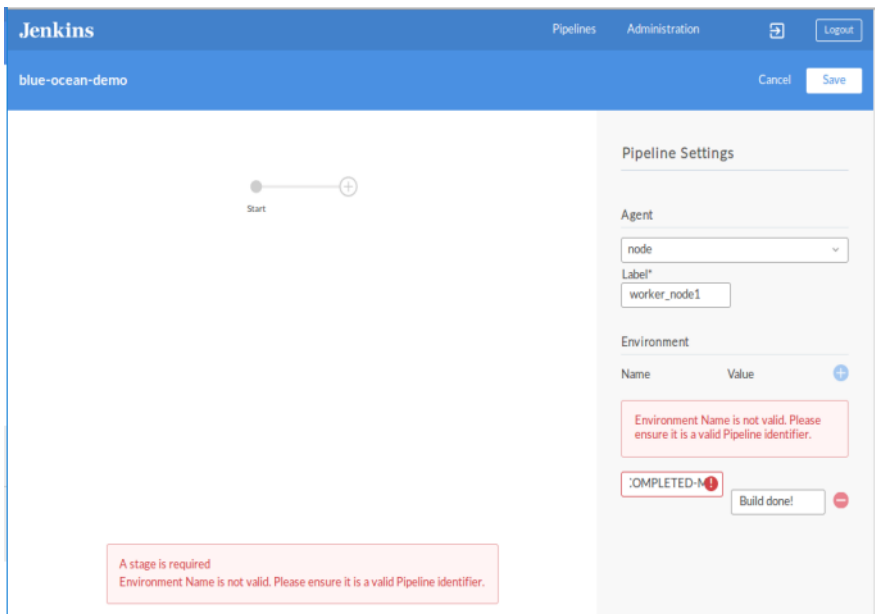 Jenkins
Pipelines
Administration
Logout
blue-ocean-demo
Cancel
Save
Pipeline Settings
Start
Agent
node
Label*
worker_node1
Environment
Name
Value
Environment Name is not valid. Please
ensure it is a valid Pipeline identifier.
:OMPLETED-M
Build done!
A stage is required
Environment Name is not valid. Please ensure it is a valid Pipeline identifier.